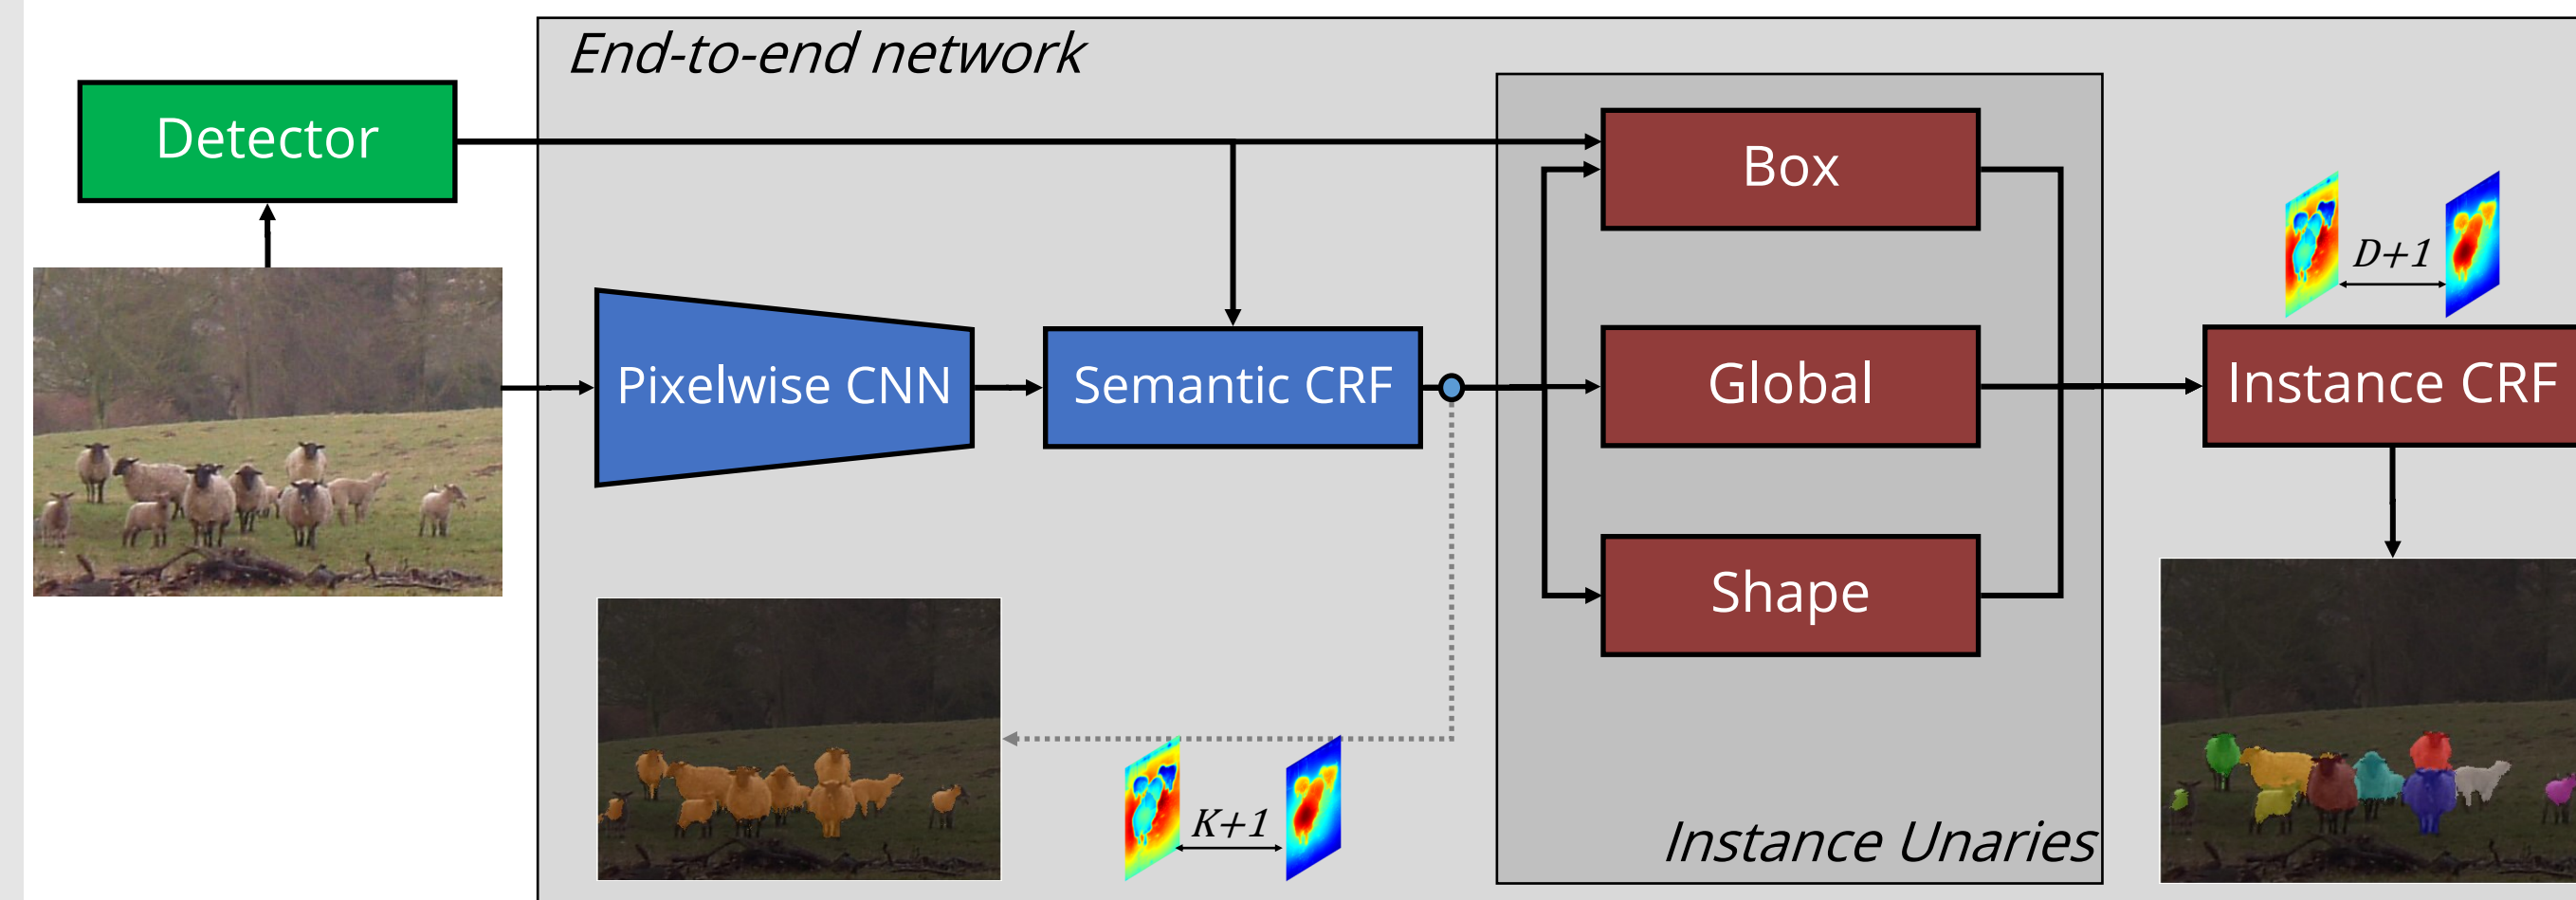 End-to-end network
Detector
Box
D+1
Pixelwise CNN
Semantic CRF
Global
Instance CRF
Shape
K+1
Instance Unaries